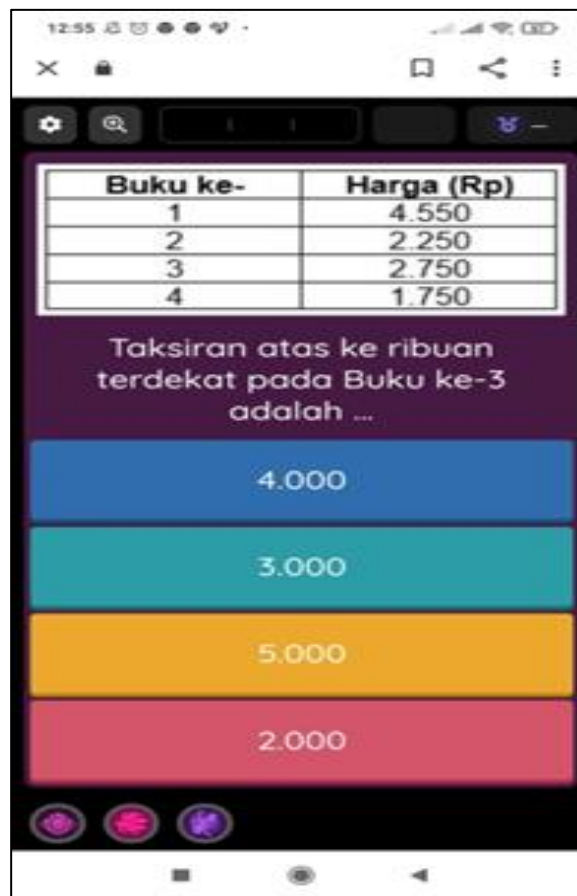 12:55
Buku ke- Harga (Rp)
1 4.550
2 2.250
3 2.750
4 1.750
Taksiran atas ke ribuan
terdekat pada Buku ke-3
adalah ...
4.000
3.000
5.000
2.000